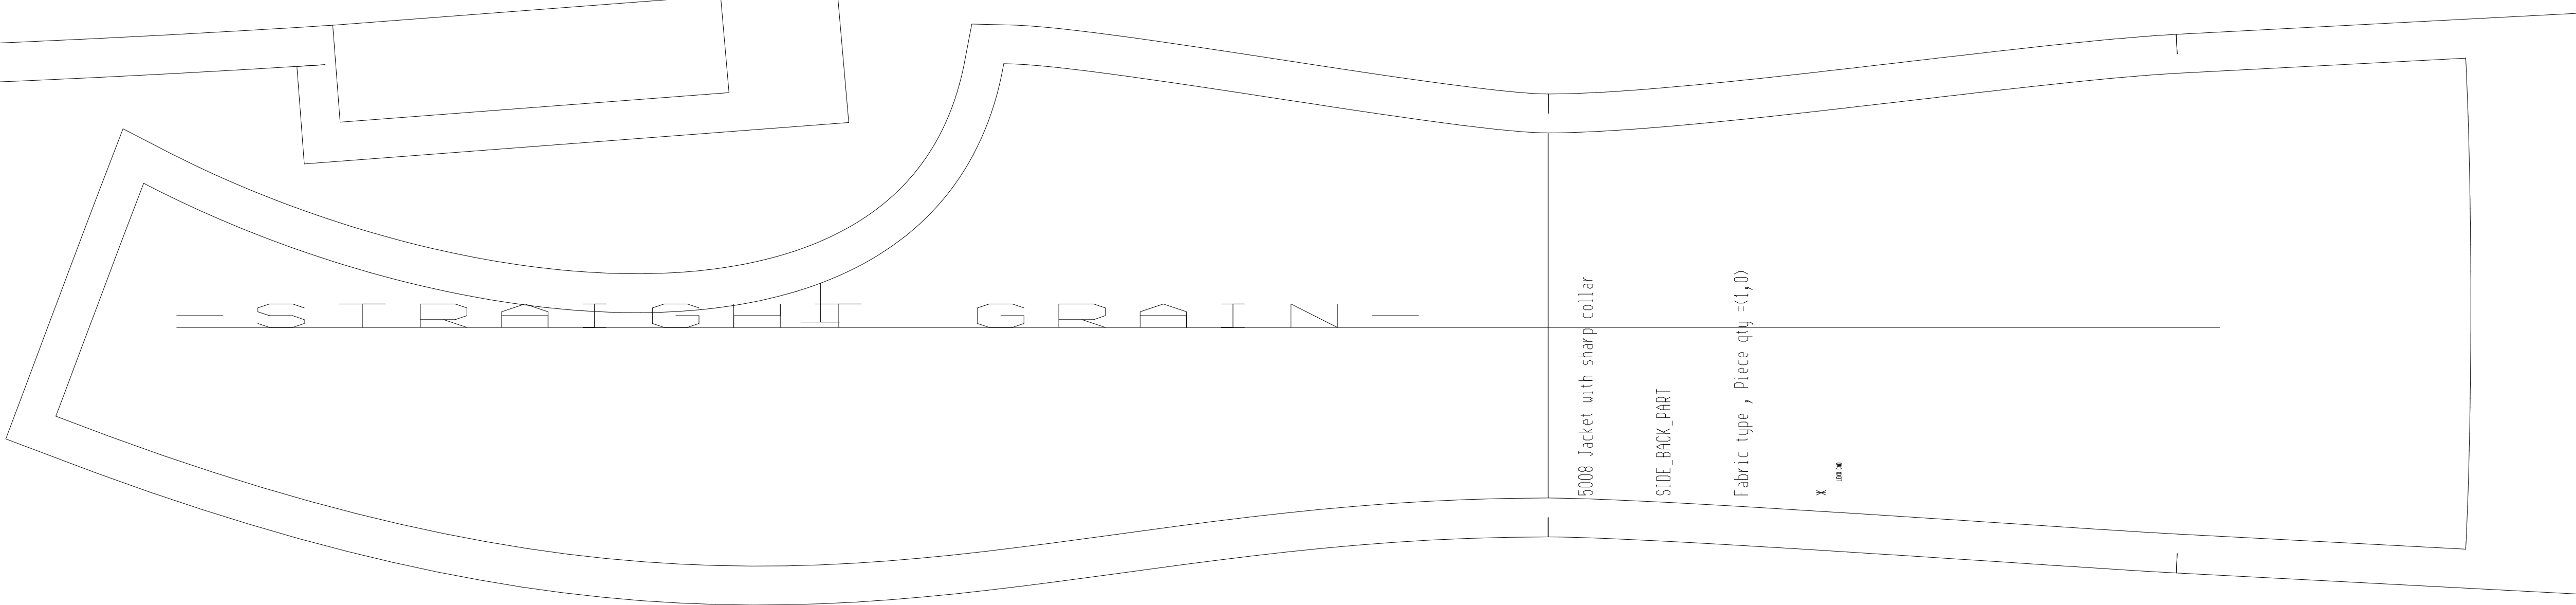 -STRAIGHT GRAIN-
5008 Jacket with sharp collar
SIDE_BACK_PART
Fabric type , Piece qty =(1,0)